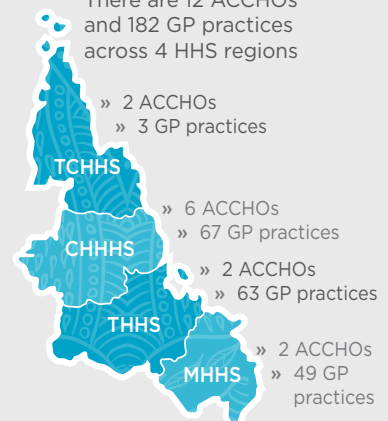 There are 12 ACCHOs
and 182 GP practices
across 4 HHS regions
» 2 ACCHOs
» 3 GP practices
TCHHS
» 6 ACCHOs
» 67 GP practices
CHHHS
» 2 ACCHOs
» 63 GP practices
THHS
» 2 ACCHOs
» 49 GP
practices
MHHS